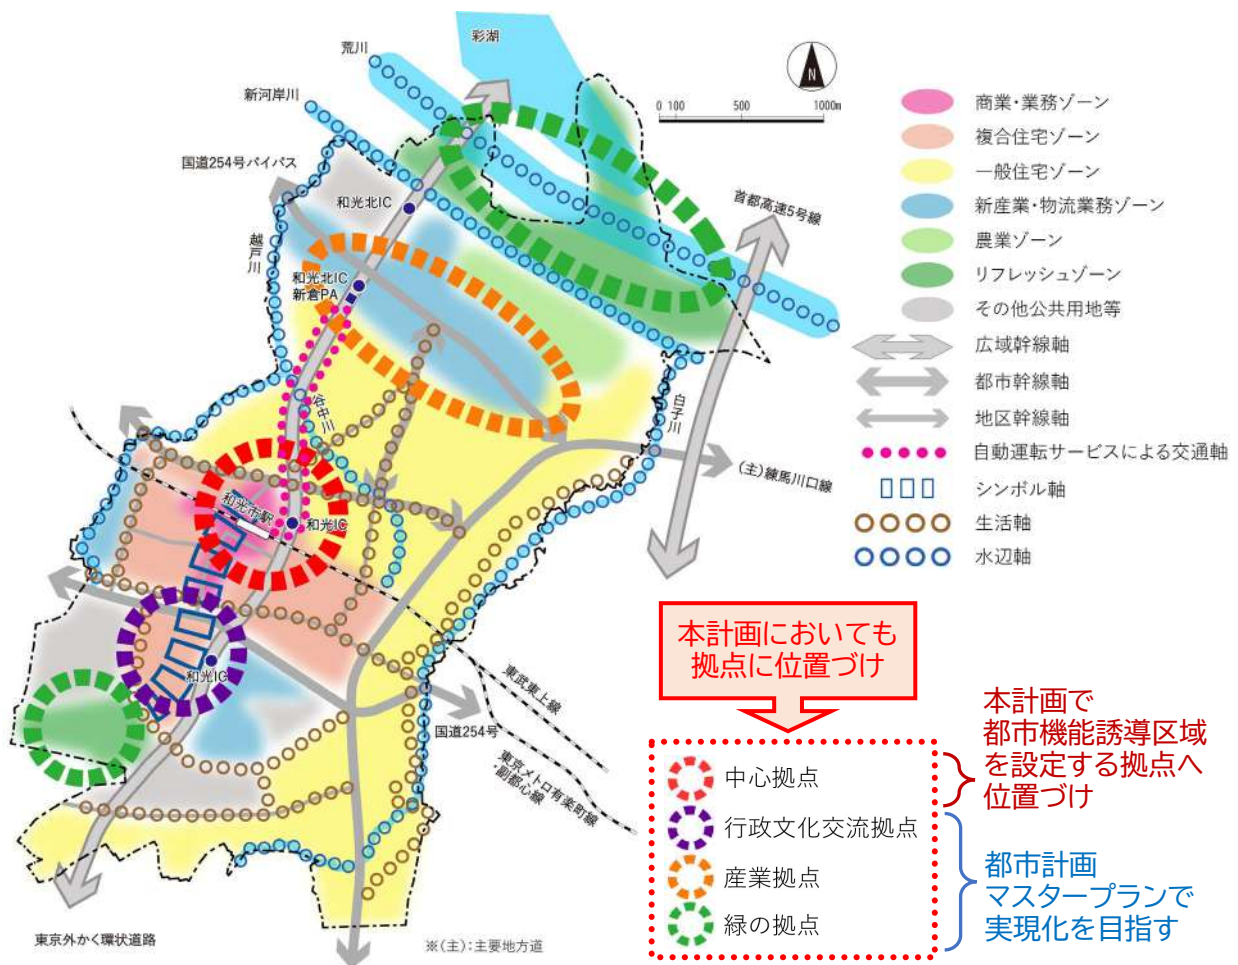 彩湖
荒川
新河岸川
国道254号バイパス
和光北IC
越戸川
和光北IC
新倉PA
谷中川
首都高速5号線
白子川
(主)練馬川口線
和光市駅
和光IC
和光IC
国道254号
東武東上線
東京メトロ有楽町線
・副都心線
東京外かく環状道路
※(主):主要地方道
N
0 100 500 1000m
商業・業務ゾーン
複合住宅ゾーン
一般住宅ゾーン
新産業・物流業務ゾーン
農業ゾーン
リフレッシュゾーン
その他公共用地等
広域幹線軸
都市幹線軸
地区幹線軸
自動運転サービスによる交通軸
シンボル軸
生活軸
水辺軸
本計画においても
拠点に位置づけ
中心拠点
行政文化交流拠点
産業拠点
緑の拠点
本計画で
都市機能誘導区域
を設定する拠点へ
位置づけ
都市計画
マスタープランで
実現化を目指す